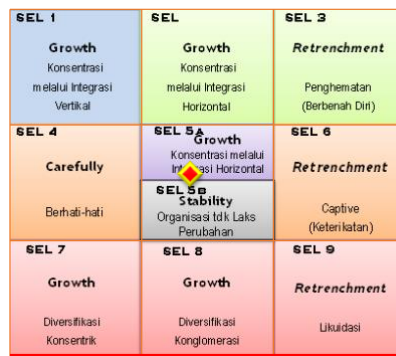 SEL 1
Growth
Konsentrasi
melalui Integrasi
Vertikal
SEL
Growth
Konsentrasi
melalui Integrasi
Horizontal
SEL 3
Retrenchment
Penghematan
(Berbenah Diri)
SEL 4
Carefully
Berhati-hati
SEL 5A
Growth
Konsentrasi melalui
Integrasi Horizontal
SEL 5B
Stability
Organisasi tdk Laks
Perubahan
SEL 6
Retrenchment
Captive
(Keterikatan)
SEL 7
Growth
Diversifikasi
Konsentrik
SEL 8
Growth
Diversifikasi
Konglomerasi
SEL 9
Retrenchment
Likuidasi